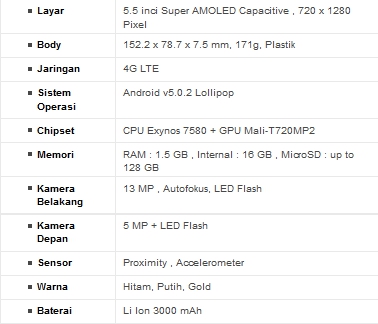 Layar 5.5 inci Super AMOLED Capacitive , 720 x 1280
Pixel
Body 152.2 x 78.7 x 7.5 mm, 171g, Plastik
Jaringan 4G LTE
Sistem Operasi Android v5.0.2 Lollipop
Chipset CPU Exynos 7580 + GPU Mali-T720MP2
Memori RAM : 1.5 GB , Internal : 16 GB , MicroSD : up to
128 GB
Kamera Belakang 13 MP , Autofokus, LED Flash
Kamera Depan 5 MP + LED Flash
Sensor Proximity , Accelerometer
Warna Hitam, Putih, Gold
Baterai Li Ion 3000 mAh